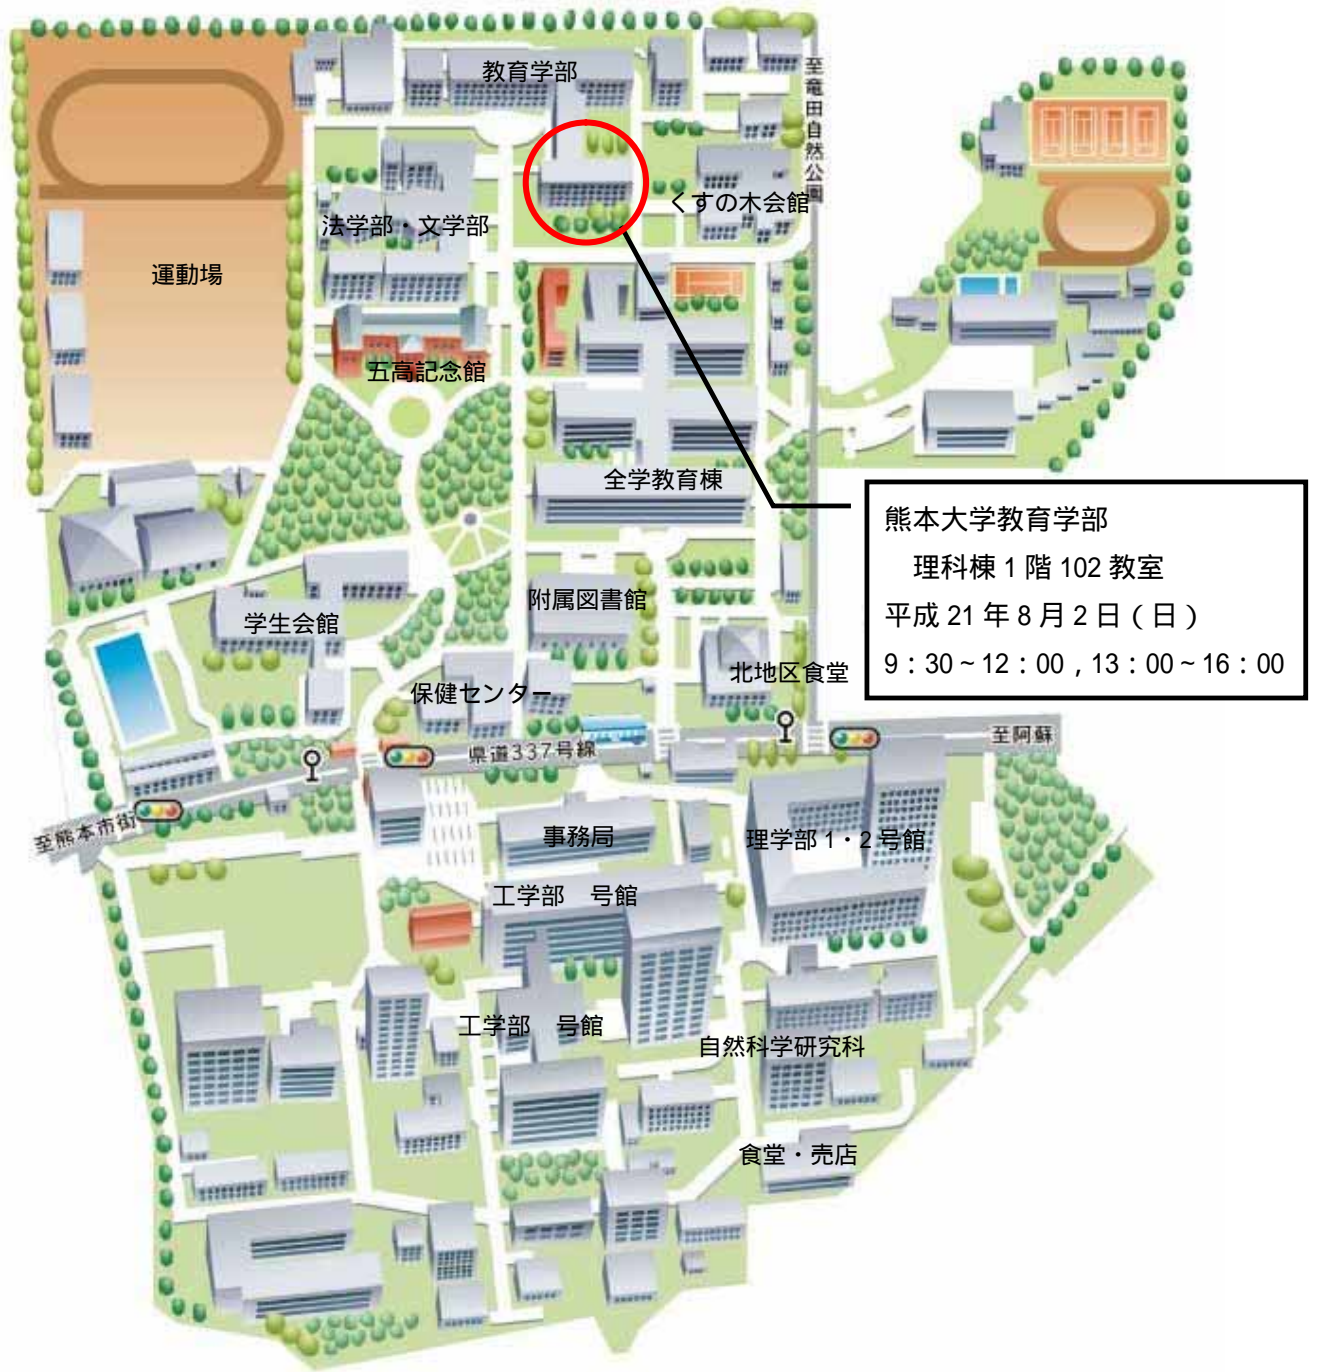 教育学部
至竜田自然公園
くすの木会館
法学部・文学部
運動場
五高記念館
全学教育棟
熊本大学教育学部
理科棟 1 階 102 教室
平成 21 年 8 月 2 日（日）
9：30～12：00，13：00～16：00
附属図書館
学生会館
北地区食堂
保健センター
県道337号線
至阿蘇
至熊本市街
事務局
理学部 1・2 号館
工学部　号館
工学部　号館
自然科学研究科
食堂・売店